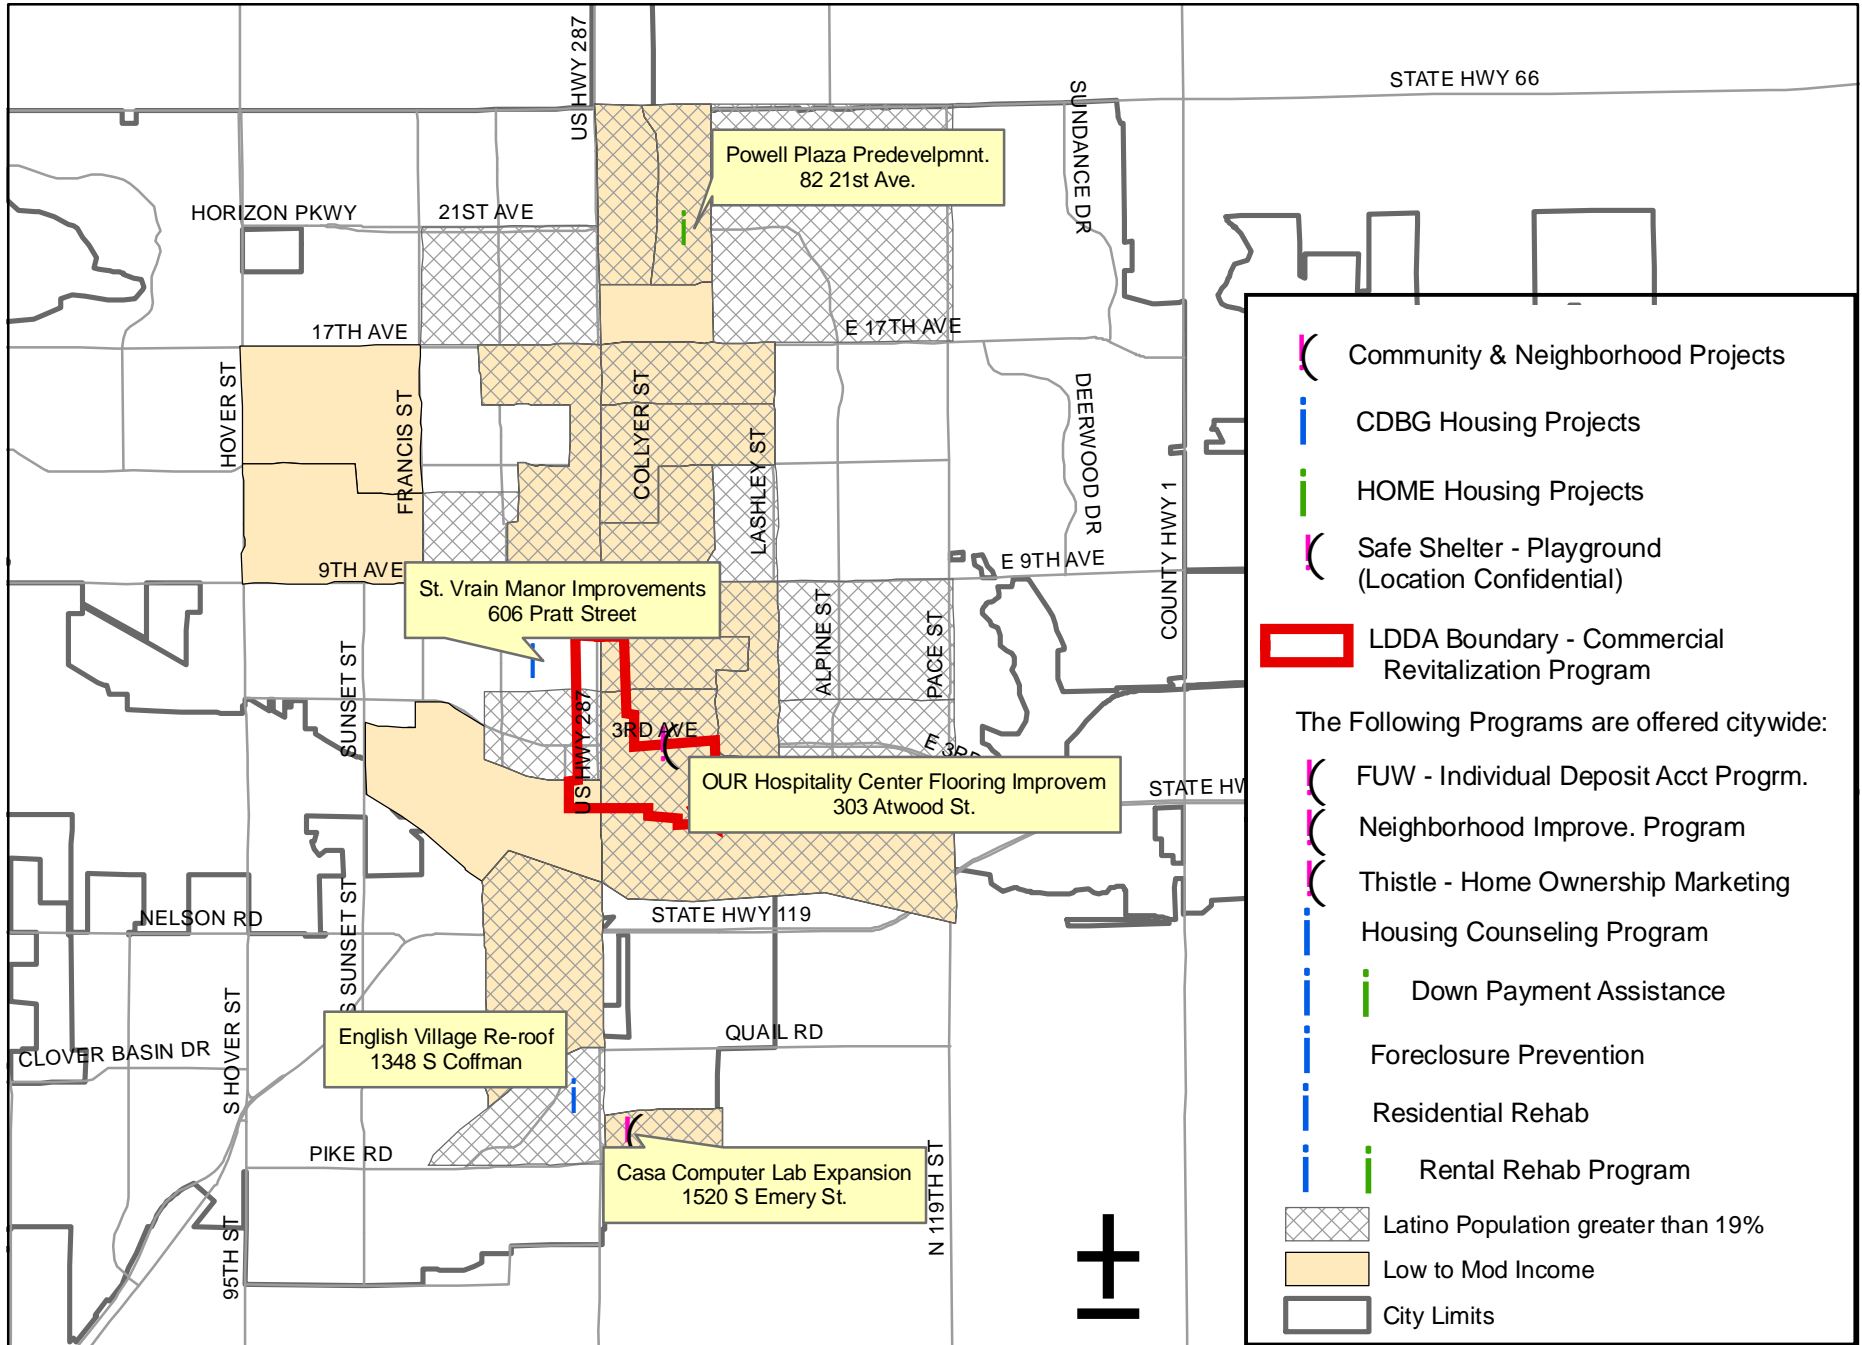 US HWY 287
STATE HWY 66
SUNDANCE DR
Powell Plaza Predevelpmnt.
82 21st Ave.
HORIZON PKWY
21ST AVE
17TH AVE
E 17TH AVE
HOVER ST
FRANCIS ST
COLLYER ST
LASHLEY ST
DEERWOOD DR
COUNTY HWY 1
9TH AVE
E 9TH AVE
St. Vrain Manor Improvements
606 Pratt Street
SUNSET ST
ALPINE ST
PACE ST
US HWY 287
3RD AVE
E 3RD
OUR Hospitality Center Flooring Improvem
303 Atwood St.
STATE HW
NELSON RD
S SUNSET ST
STATE HWY 119
S HOVER ST
CLOVER BASIN DR
English Village Re-roof
1348 S Coffman
QUAIL RD
PIKE RD
Casa Computer Lab Expansion
1520 S Emery St.
N 119TH ST
95TH ST
Community & Neighborhood Projects
CDBG Housing Projects
HOME Housing Projects
Safe Shelter - Playground
(Location Confidential)
LDDA Boundary - Commercial
Revitalization Program
The Following Programs are offered citywide:
FUW - Individual Deposit Acct Progrm.
Neighborhood Improve. Program
Thistle - Home Ownership Marketing
Housing Counseling Program
Down Payment Assistance
Foreclosure Prevention
Residential Rehab
Rental Rehab Program
Latino Population greater than 19%
Low to Mod Income
City Limits